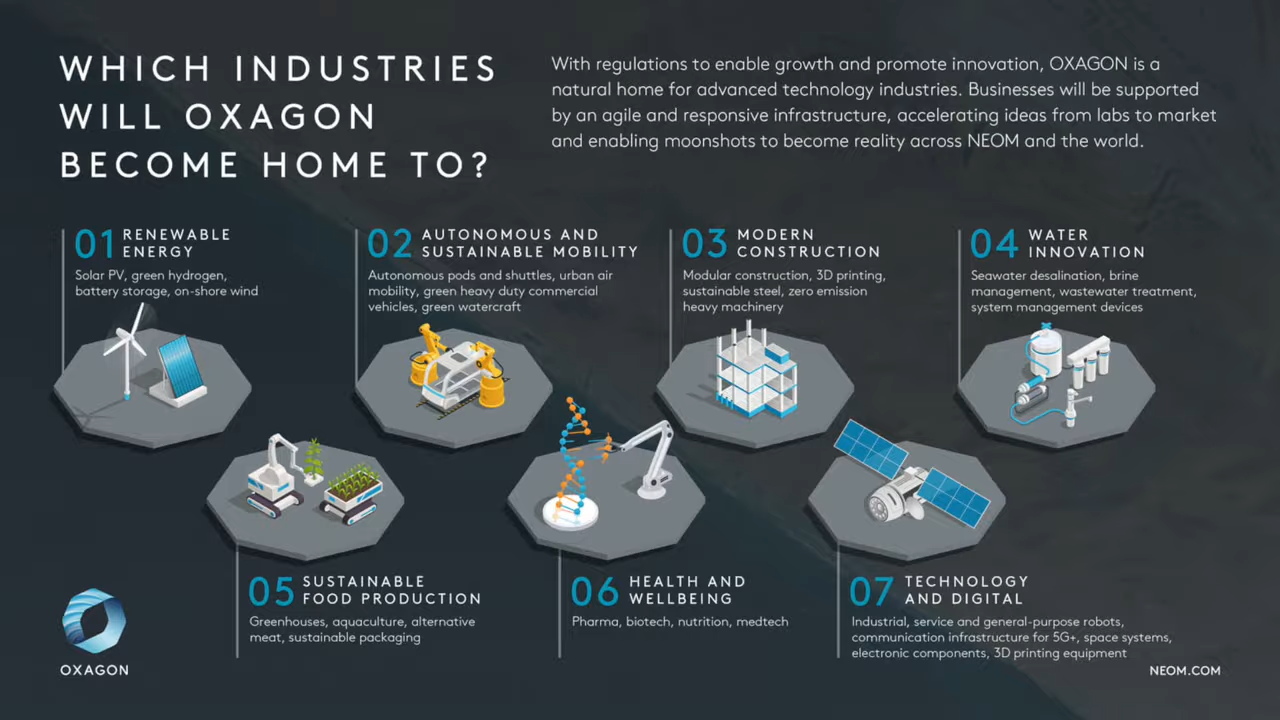 WHICH INDUSTRIES
WILL OXAGON
BECOME HOME TO?
With regulations to enable growth and promote innovation, OXAGON is a
natural home for advanced technology industries. Businesses will be supported
by an agile and responsive infrastructure, accelerating ideas from labs to market
and enabling moonshots to become reality across NEOM and the world.
01 RENEWABLE
ENERGY
Solar PV, green hydrogen,
battery storage, on-shore wind
02 AUTONOMOUS AND
SUSTAINABLE MOBILITY
Autonomous pods and shuttles, urban air
mobility, green heavy duty commercial
vehicles, green watercraft
03 MODERN
CONSTRUCTION
Modular construction, 3D printing,
sustainable steel, zero emission
heavy machinery
04 WATER
INNOVATION
Seawater desalination, brine
management, wastewater treatment,
system management devices
05 SUSTAINABLE
FOOD PRODUCTION
Greenhouses, aquaculture, alternative
meat, sustainable packaging
06 HEALTH AND
WELLBEING
Pharma, biotech, nutrition, medtech
07 TECHNOLOGY
AND DIGITAL
Industrial, service and general-purpose robots,
communication infrastructure for 5G+, space systems,
electronic components, 3D printing equipment
OXAGON
NEOM.COM